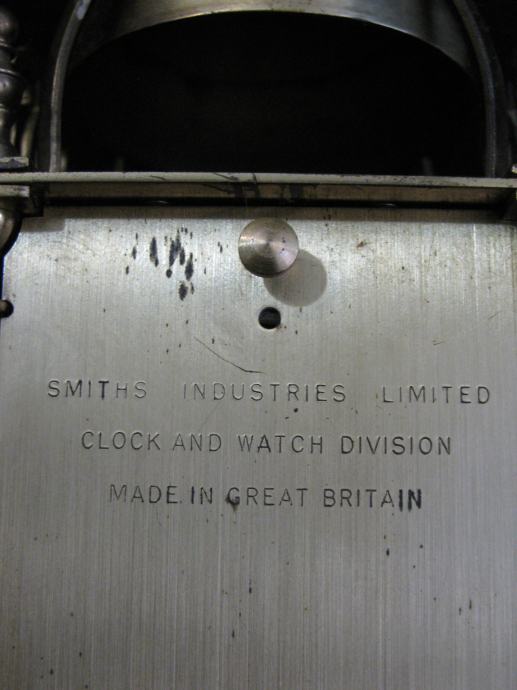 SMITHS INDUSTRIES LIMITED
CLOCK AND WATCH DIVISION
MADE IN GREAT BRITAIN